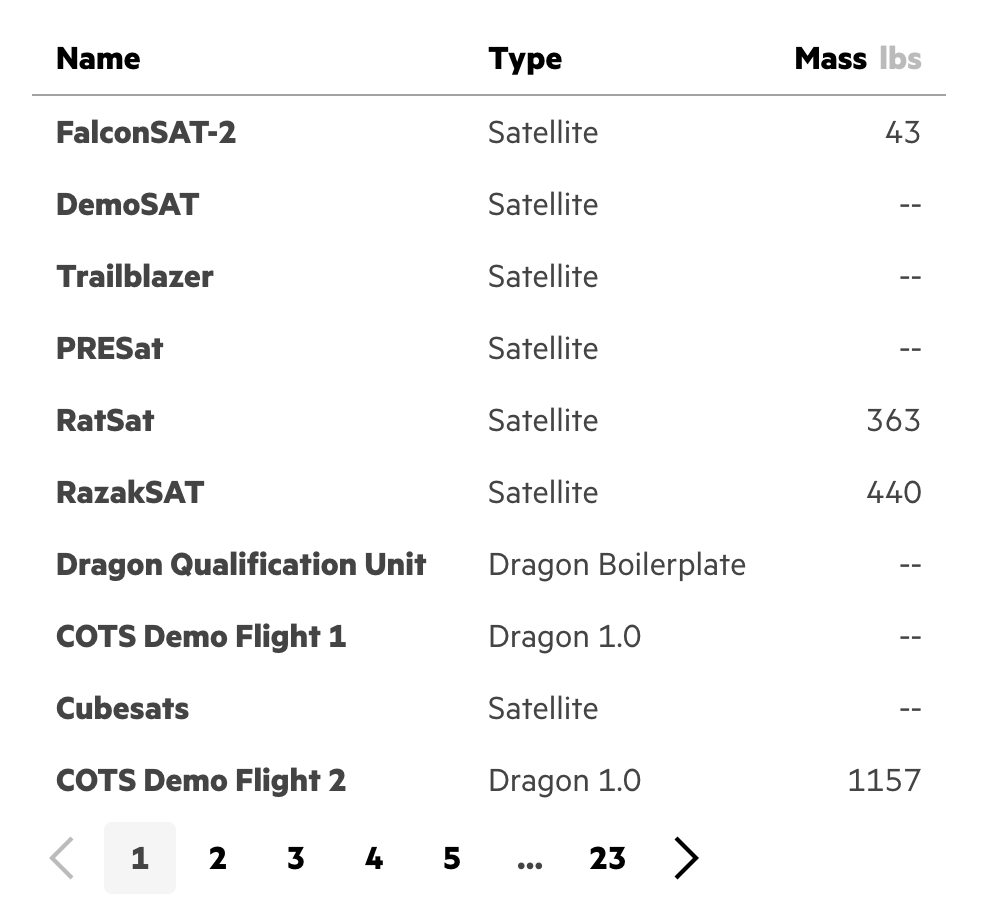 Name Type Mass lbs
FalconSAT-2 Satellite 43
DemoSAT Satellite --
Trailblazer Satellite --
PRESat Satellite --
RatSat Satellite 363
RazakSAT Satellite 440
Dragon Qualification Unit Dragon Boilerplate --
COTS Demo Flight 1 Dragon 1.0 --
Cubesats Satellite --
COTS Demo Flight 2 Dragon 1.0 1157
1 2 3 4 5 ... 23